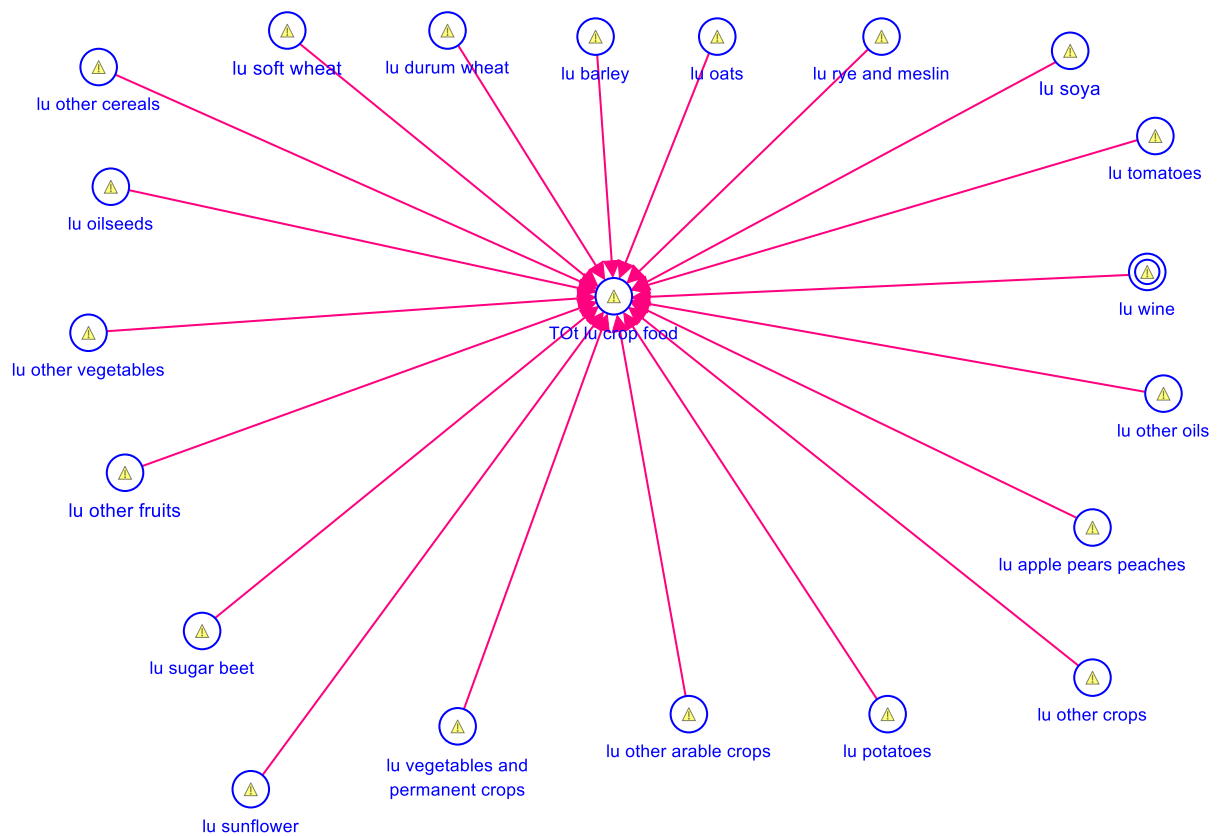 lu soft wheat
lu durum wheat
lu barley
lu oats
lu rye and meslin
lu soya
lu other cereals
lu tomatoes
lu oilseeds
lu wine
TOt lu crop food
lu other vegetables
lu other oils
lu other fruits
lu apple pears peaches
lu sugar beet
lu other crops
lu other arable crops
lu potatoes
lu vegetables and
permanent crops
lu sunflower